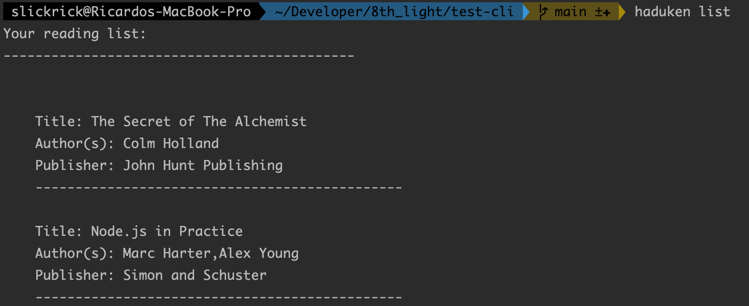 slickrick@Ricardos-MacBook-Pro ~/Developer/8th_light/test-cli main ±✚ haduken list
Your reading list:
-------------------------------------------
Title: The Secret of The Alchemist
Author(s): Colm Holland
Publisher: John Hunt Publishing
---------------------------------------------
Title: Node.js in Practice
Author(s): Marc Harter,Alex Young
Publisher: Simon and Schuster
---------------------------------------------